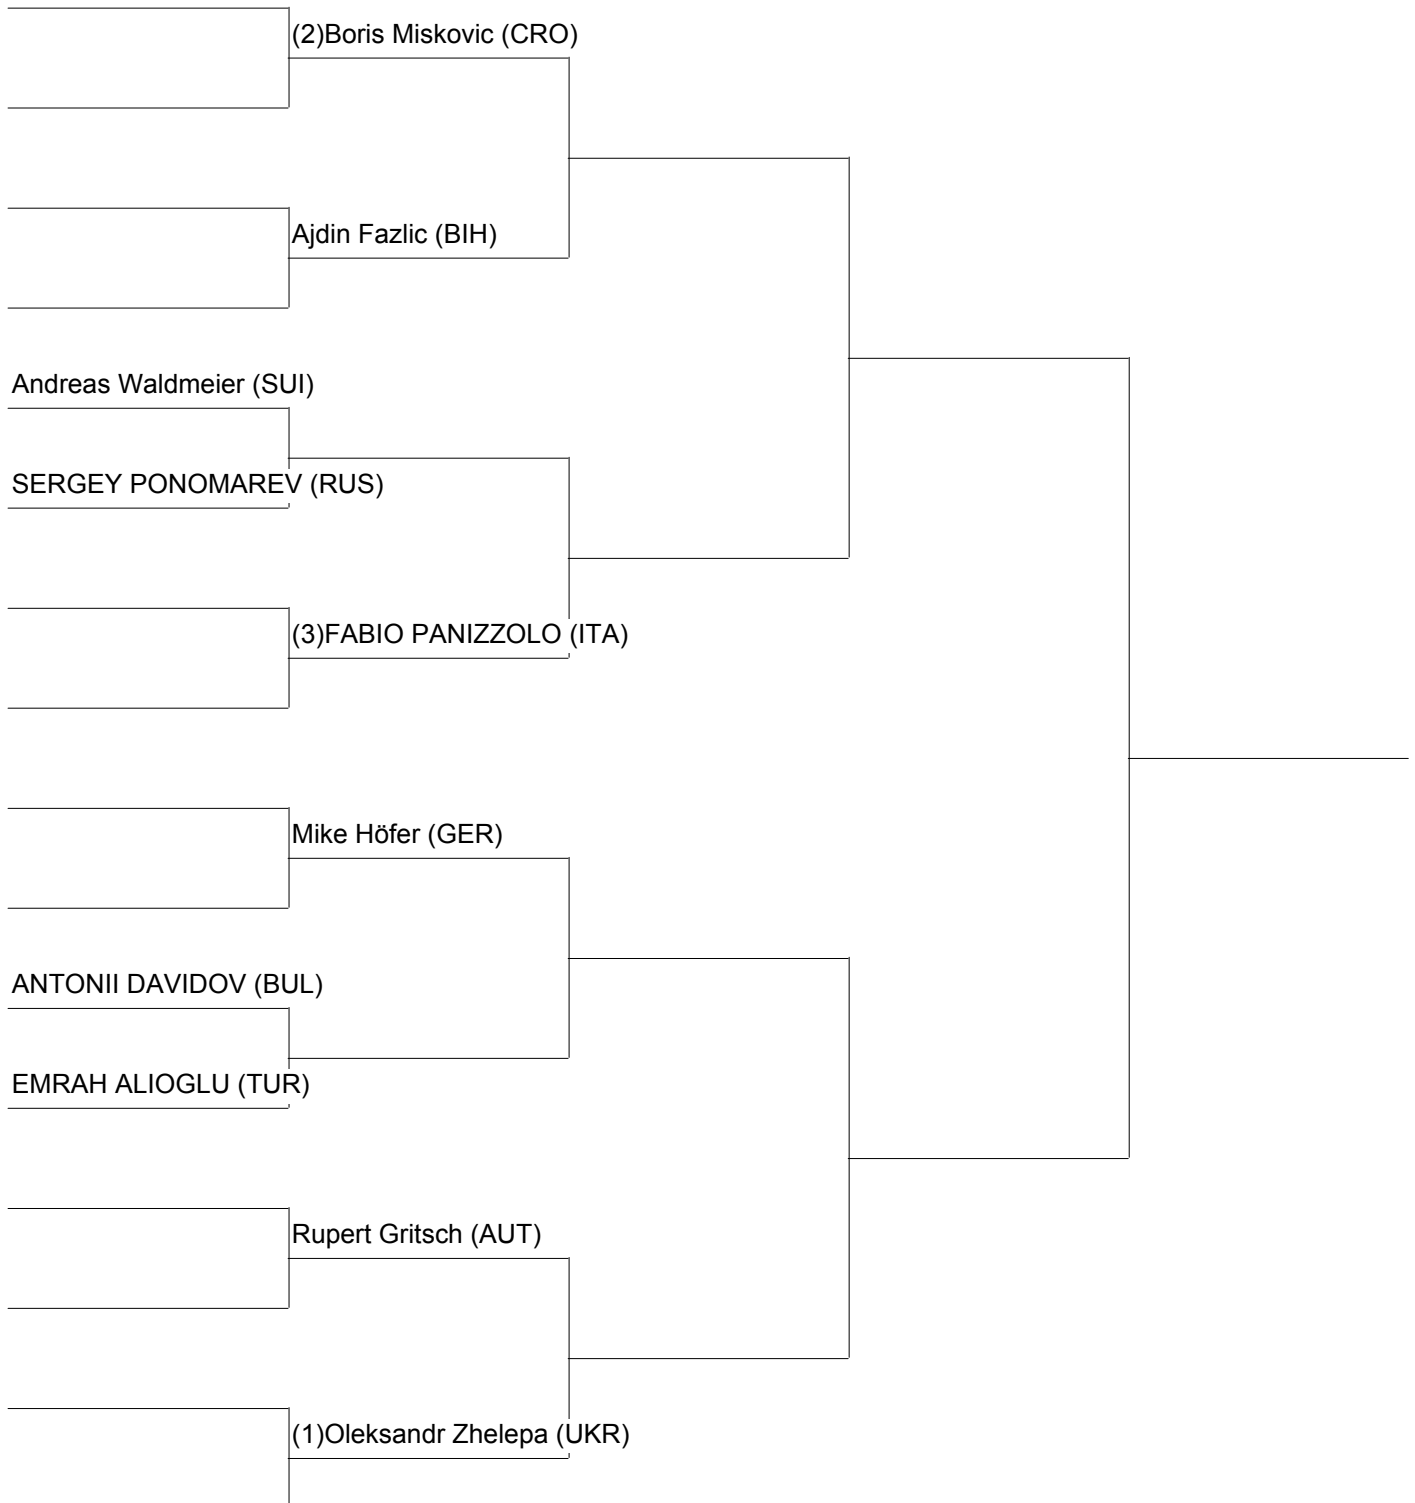 (2)Boris Miskovic (CRO)
Ajdin Fazlic (BIH)
Andreas Waldmeier (SUI)
SERGEY PONOMAREV (RUS)
(3)FABIO PANIZZOLO (ITA)
Mike Höfer (GER)
ANTONII DAVIDOV (BUL)
EMRAH ALIOGLU (TUR)
Rupert Gritsch (AUT)
(1)Oleksandr Zhelepa (UKR)